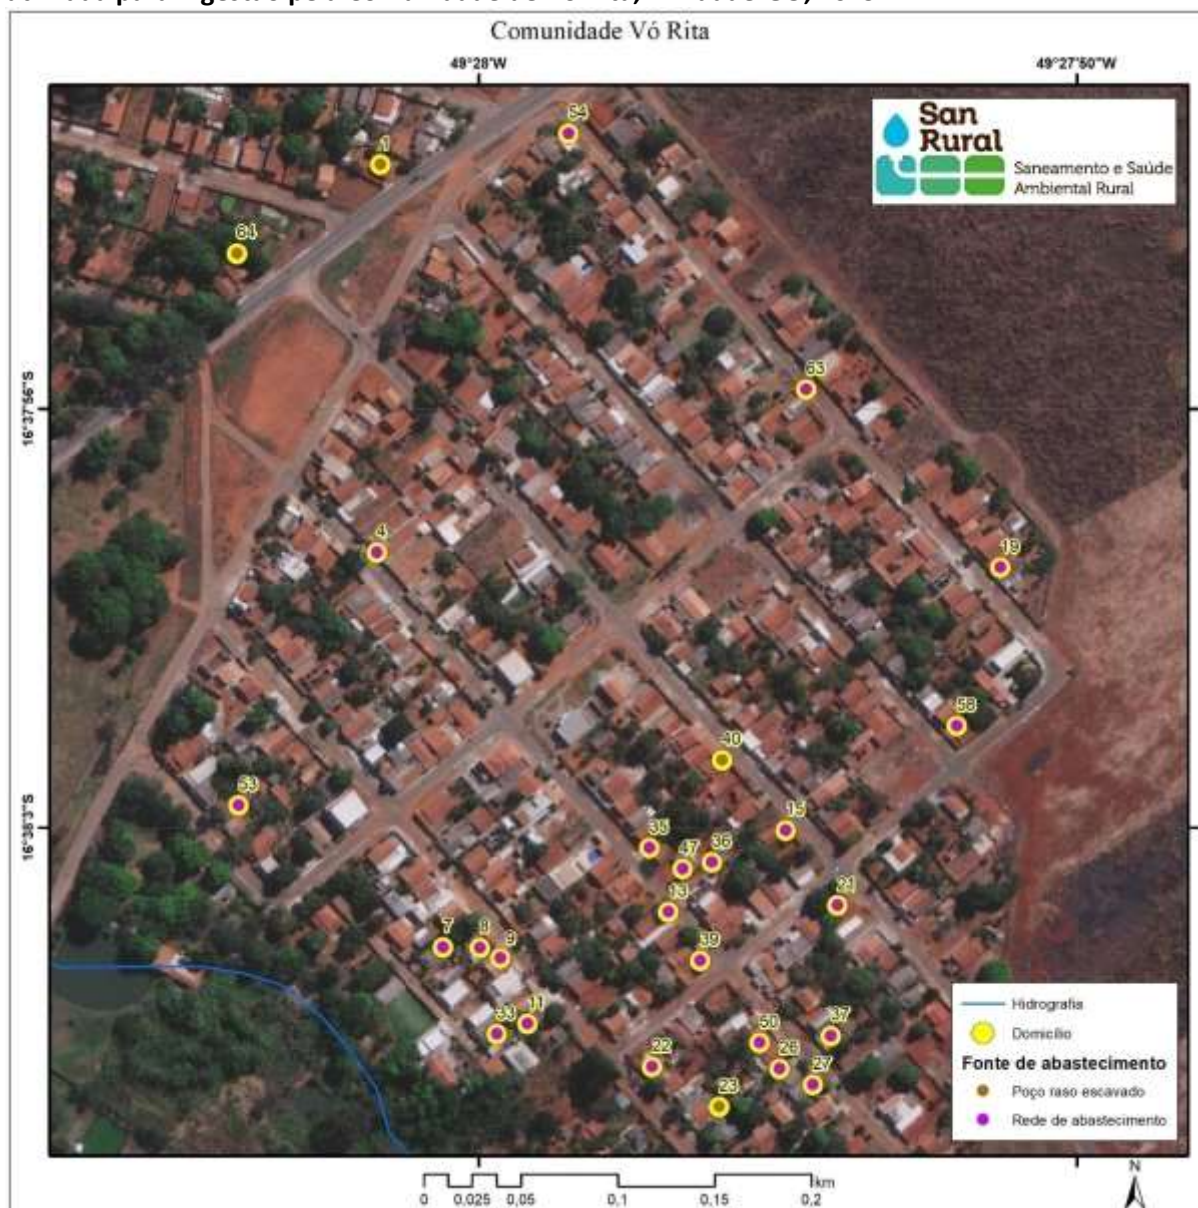 Comunidade Vó Rita
49°28'W
49°27'50"W
San
Rural
Saneamento e Saúde
Ambiental Rural
54
1
64
63
16°37'56"S
4
19
58
40
53
15
16°38'3"S
35
36
47
21
13
7
8
9
39
11
33
37
50
22
26
27
23
Hidrografia
Domicílio
Fonte de abastecimento
Poço raso escavado
Rede de abastecimento
km
0
0,025
0,05
0,1
0,15
0,2
N